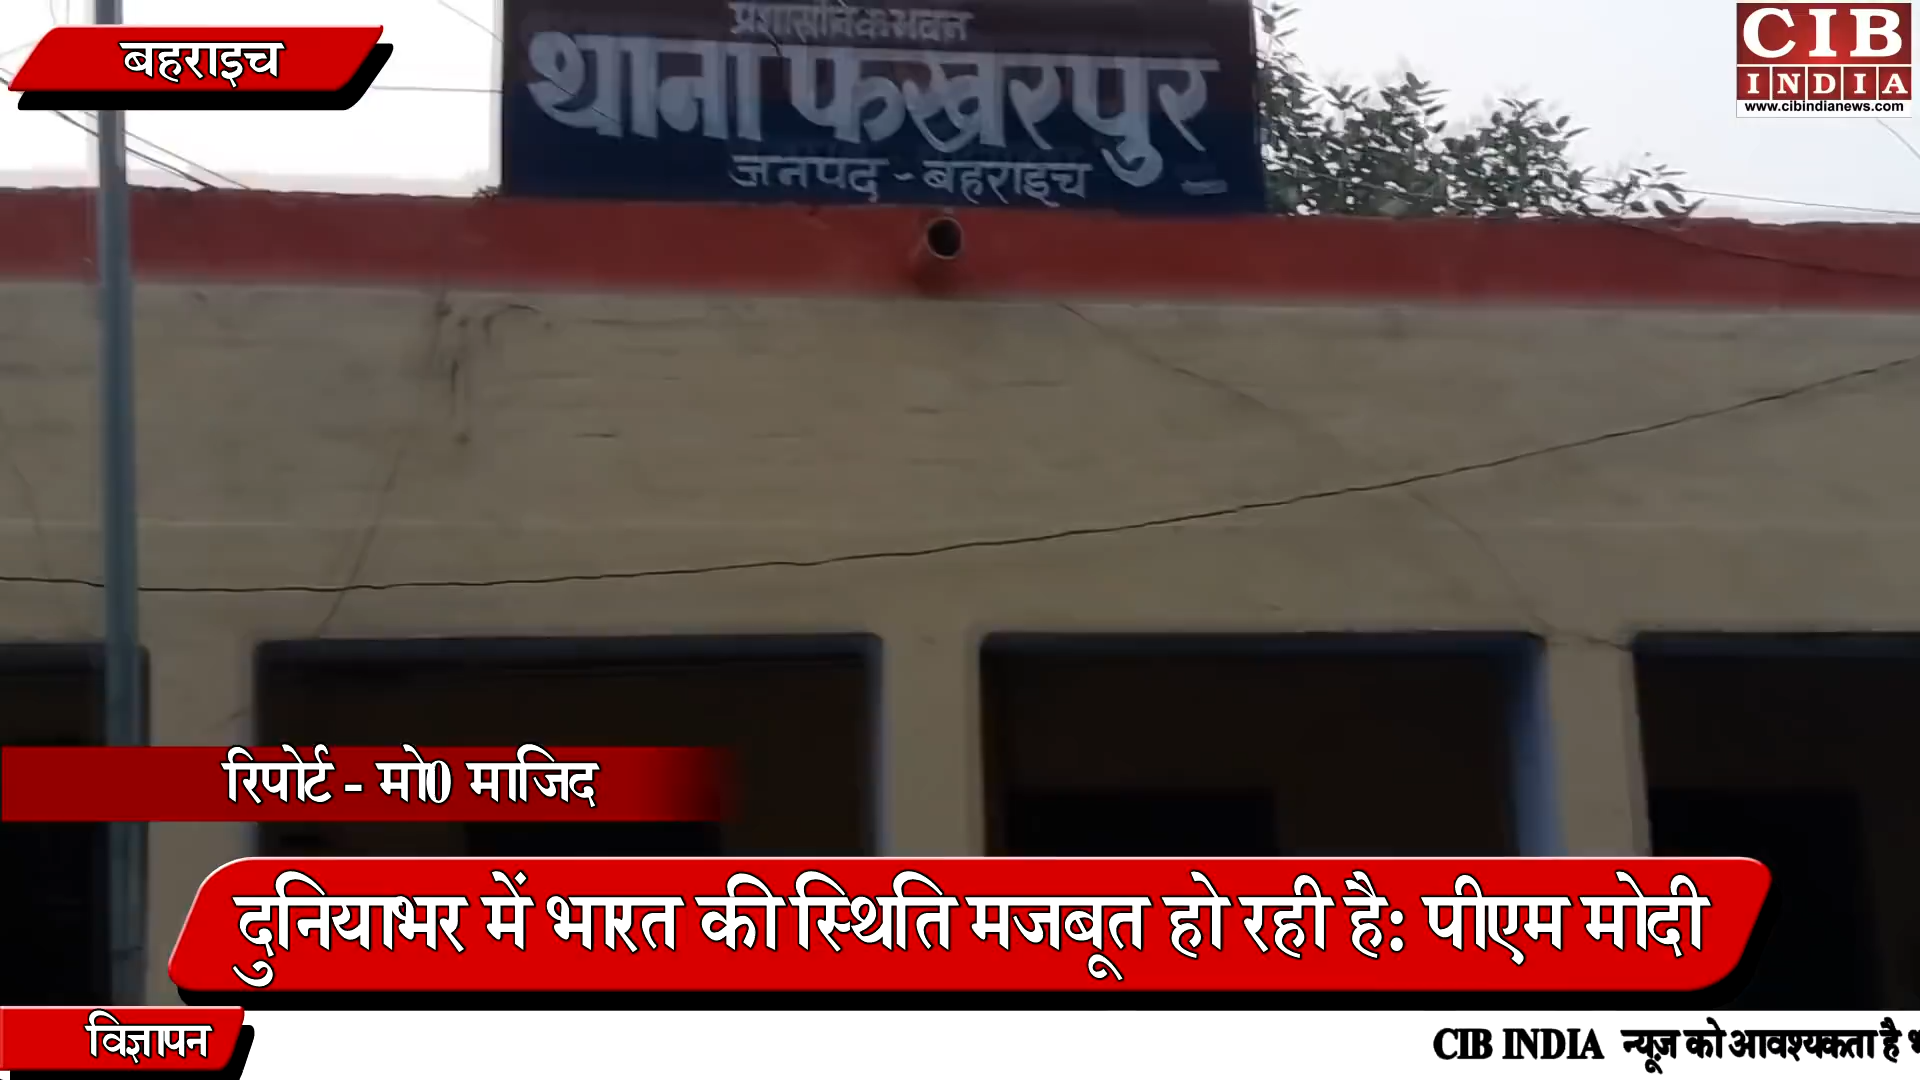 बहराइच
CIB
INDIA
www.cibindianews.com
प्रशासनिक भवन
थाना फखरपुर
जनपद - बहराइच
रिपोर्ट - मो0 माजिद
दुनियाभर में भारत की स्थिति मजबूत हो रही है: पीएम मोदी
विज्ञापन
CIB INDIA न्यूज़ को आवश्यकता है